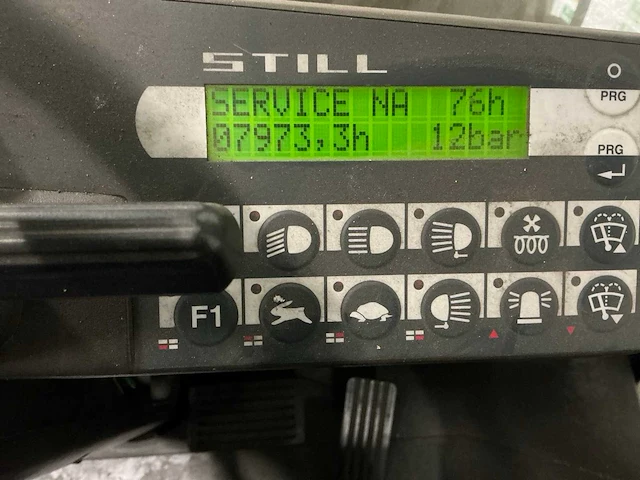 STILL
SERVICE NA 76h
07973,3h 12bar
PRG
PRG
F1